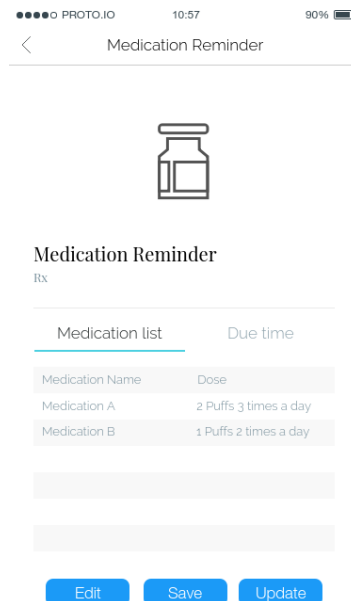 PROTO.IO 10:57 90%
Medication Reminder
Medication Reminder
Rx
Medication list Due time
Medication Name Dose
Medication A 2 Puffs 3 times a day
Medication B 1 Puffs 2 times a day
Edit Save Update